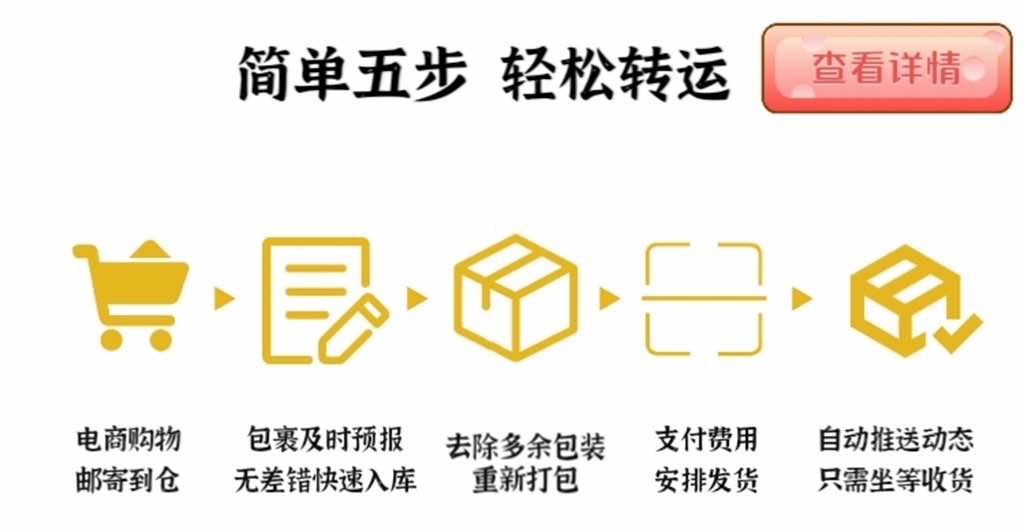 简单五步 轻松转运
查看详情
电商购物
邮寄到仓
包裹及时预报
无差错快速入库
去除多余包装
重新打包
支付费用
安排发货
自动推送动态
只需坐等收货